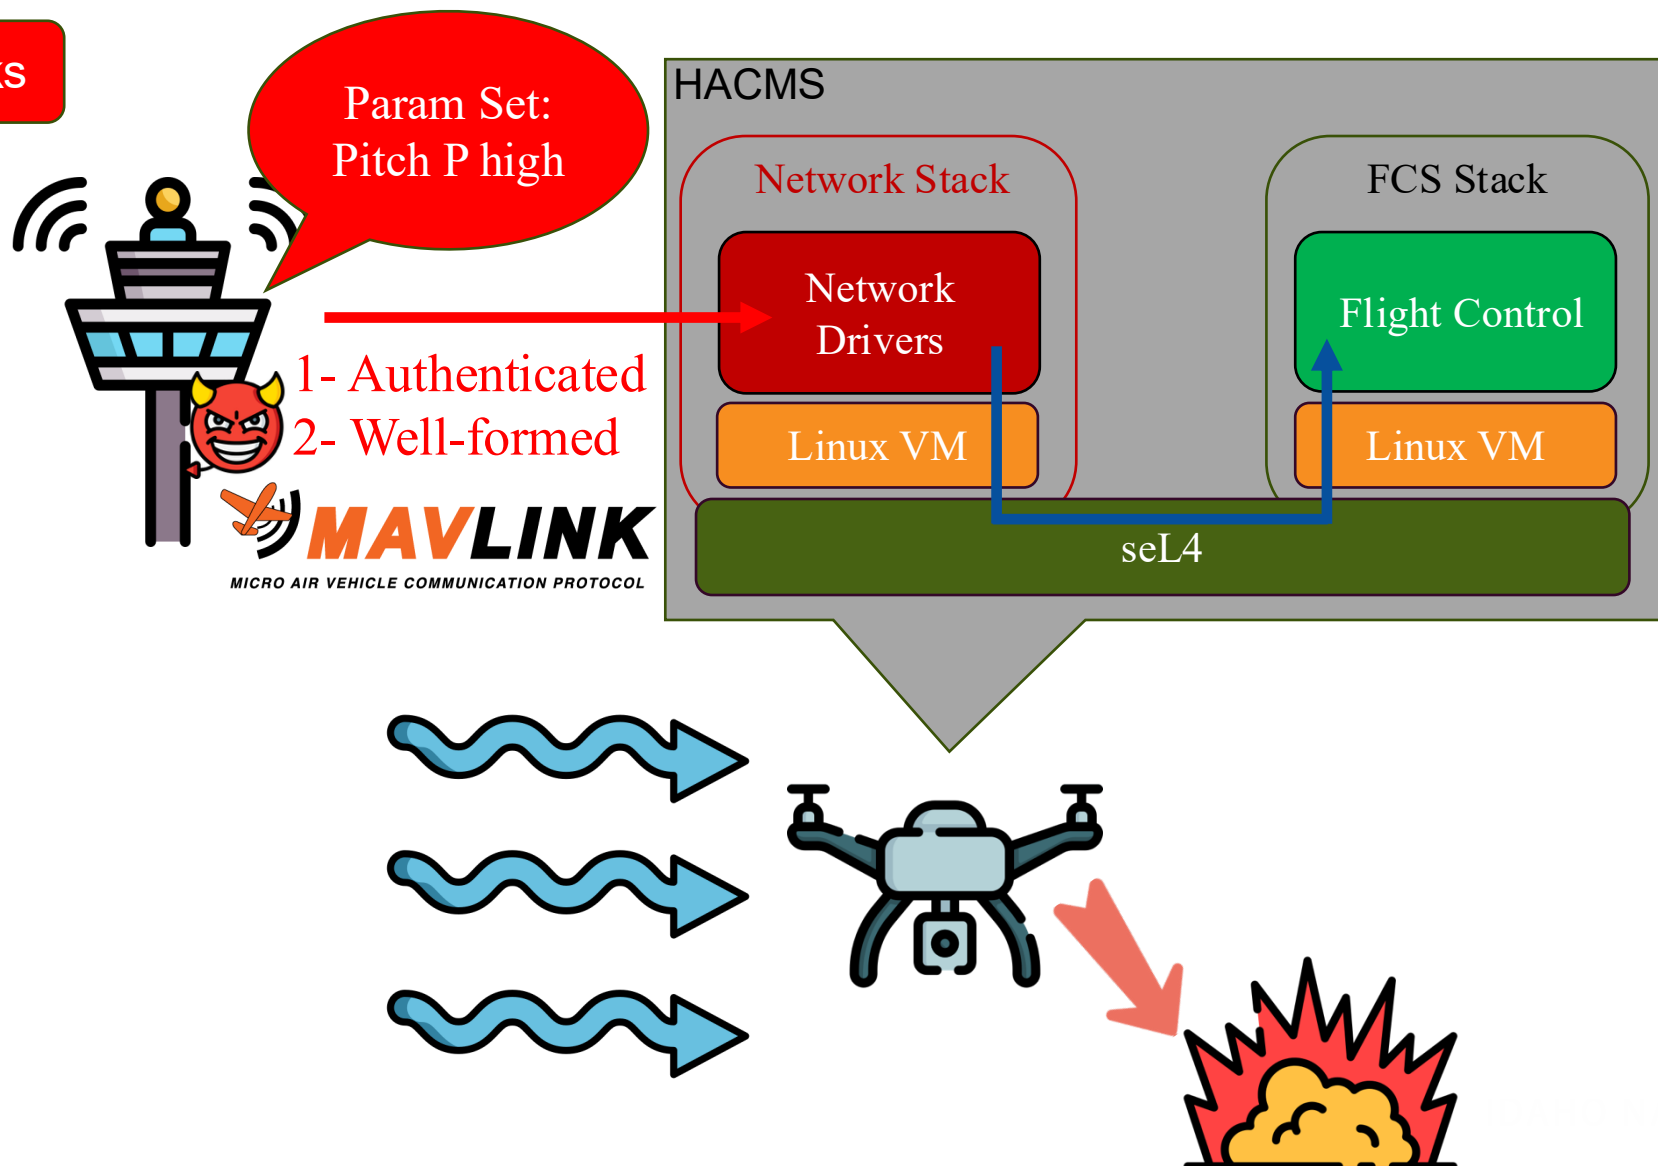 Param Set:
Pitch P high
HACMS
Network Stack
FCS Stack
Network
Drivers
Flight Control
1- Authenticated
2- Well-formed
Linux VM
Linux VM
MAVLINK
MICRO AIR VEHICLE COMMUNICATION PROTOCOL
seL4